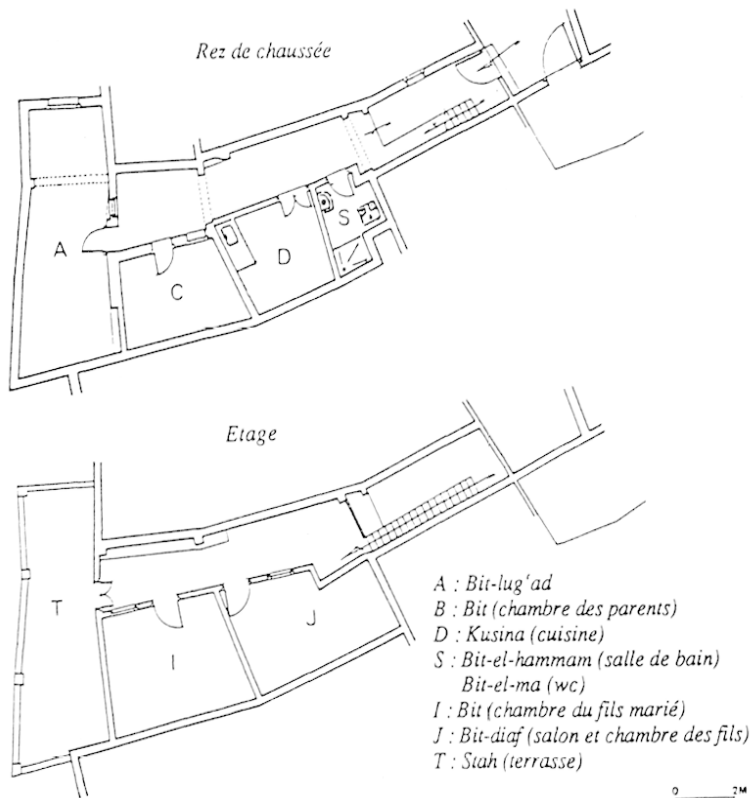 Rez de chaussée
A
C
D
S
Etage
T
I
J
A : Bit-lug'ad
B : Bit (chambre des parents)
D : Kusina (cuisine)
S : Bit-el-hammam (salle de bain)
Bit-el-ma (wc)
I : Bit (chambre du fils marié)
J : Bit-diaf (salon et chambre des fils)
T : Stah (terrasse)
0 2M